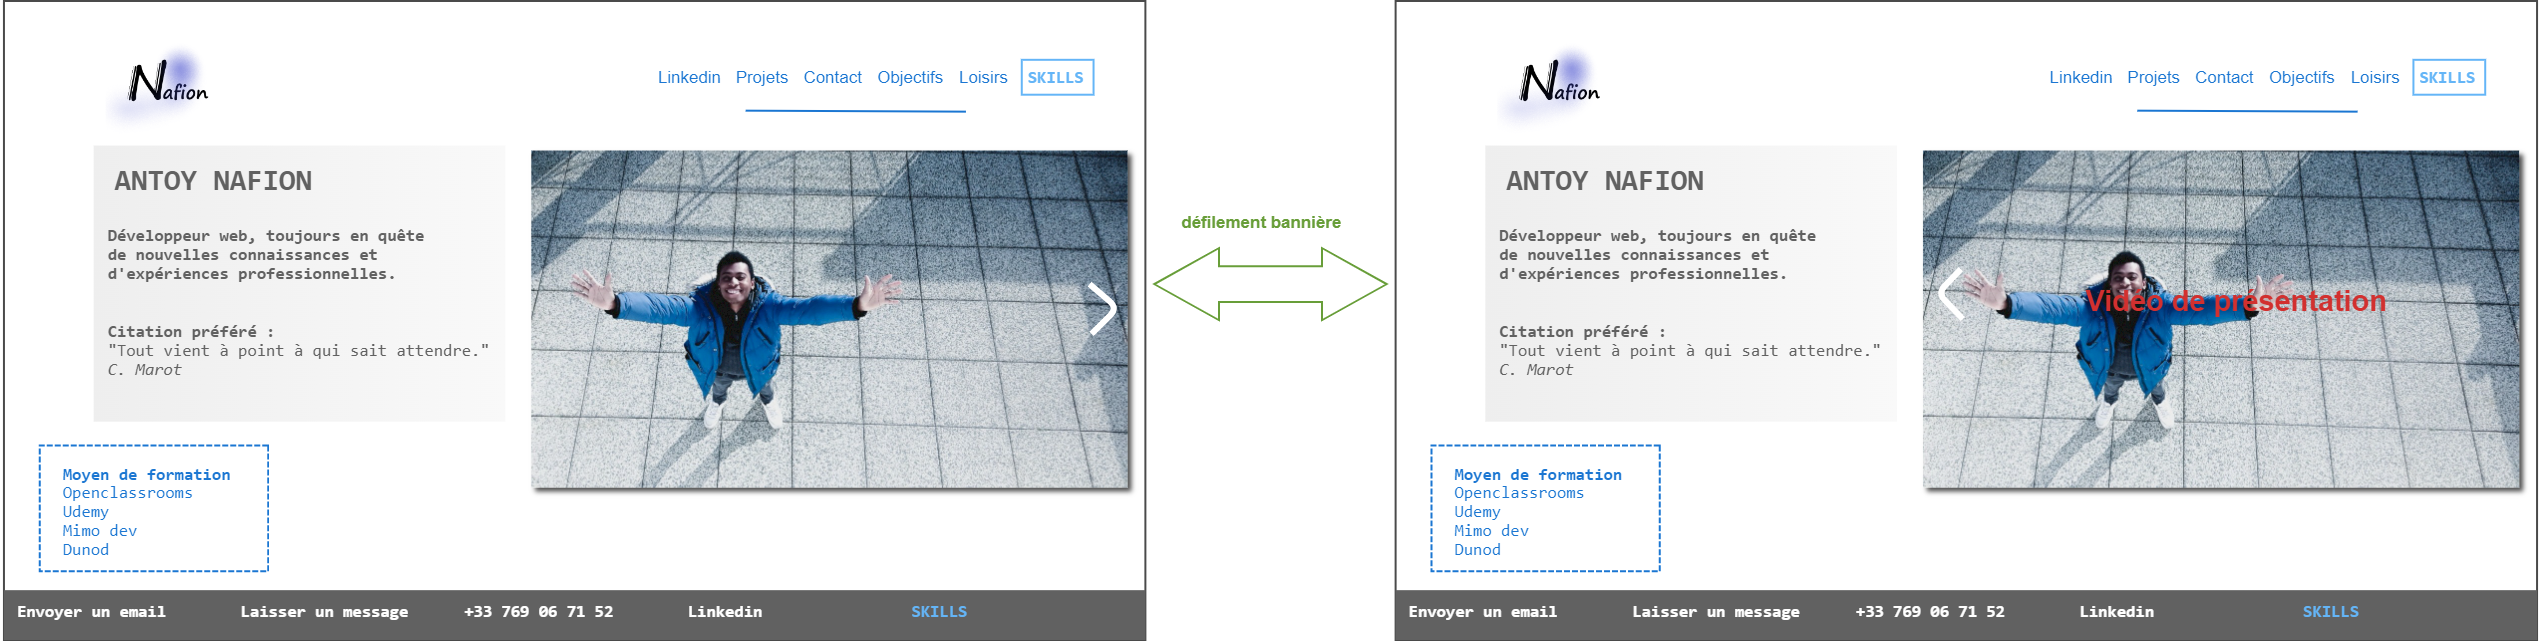 Nafion
Linkedin Projets Contact Objectifs Loisirs SKILLS
ANTOY NAFION
Développeur web, toujours en quête
de nouvelles connaissances et
d'expériences professionnelles.
Citation préféré :
"Tout vient à point à qui sait attendre."
C. Marot
Moyen de formation
Openclassrooms
Udemy
Mimo dev
Dunod
Envoyer un email Laisser un message +33 769 06 71 52 Linkedin SKILLS
défilement bannière
Nafion
Linkedin Projets Contact Objectifs Loisirs SKILLS
ANTOY NAFION
Développeur web, toujours en quête
de nouvelles connaissances et
d'expériences professionnelles.
Citation préféré :
"Tout vient à point à qui sait attendre."
C. Marot
Vidéo de présentation
Moyen de formation
Openclassrooms
Udemy
Mimo dev
Dunod
Envoyer un email Laisser un message +33 769 06 71 52 Linkedin SKILLS